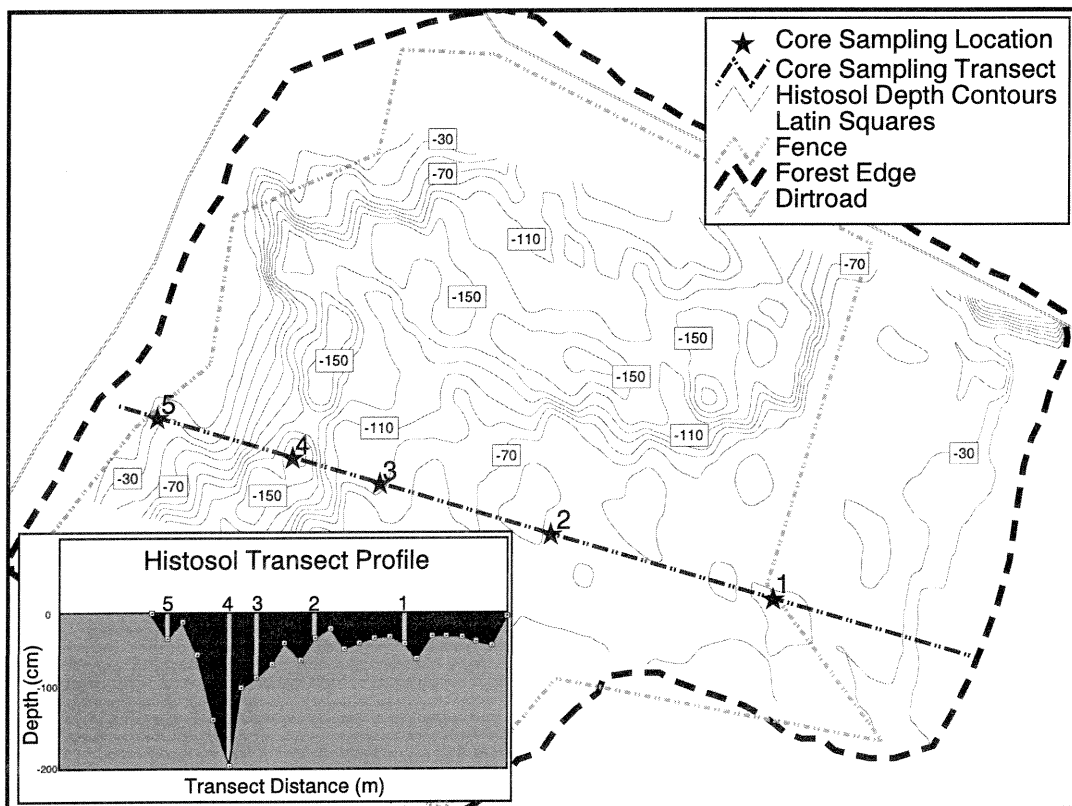 Core Sampling Location
Core Sampling Transect
Histosol Depth Contours
Latin Squares
Fence
Forest Edge
Dirtroad
-30
-70
-110
-70
-150
-150
-150
-150
5
-110
-110
4
-70
-30
3
-30
-70
-150
2
1
Histosol Transect Profile
5 4 3 2 1
0
-100
-200
Depth (cm)
Transect Distance (m)